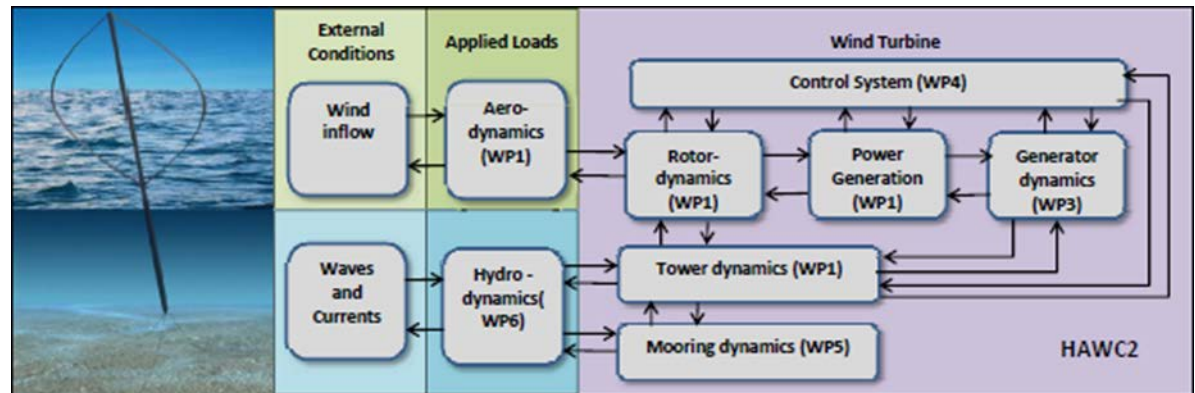 External
Conditions
Applied Loads
Wind Turbine
Wind
inflow
Aero-
dynamics
(WP1)
Control System (WP4)
Rotor-
dynamics
(WP1)
Power
Generation
(WP1)
Generator
dynamics
(WP3)
Waves
and
Currents
Hydro -
dynamics(
WP6)
Tower dynamics (WP1)
Mooring dynamics (WP5)
HAWC2